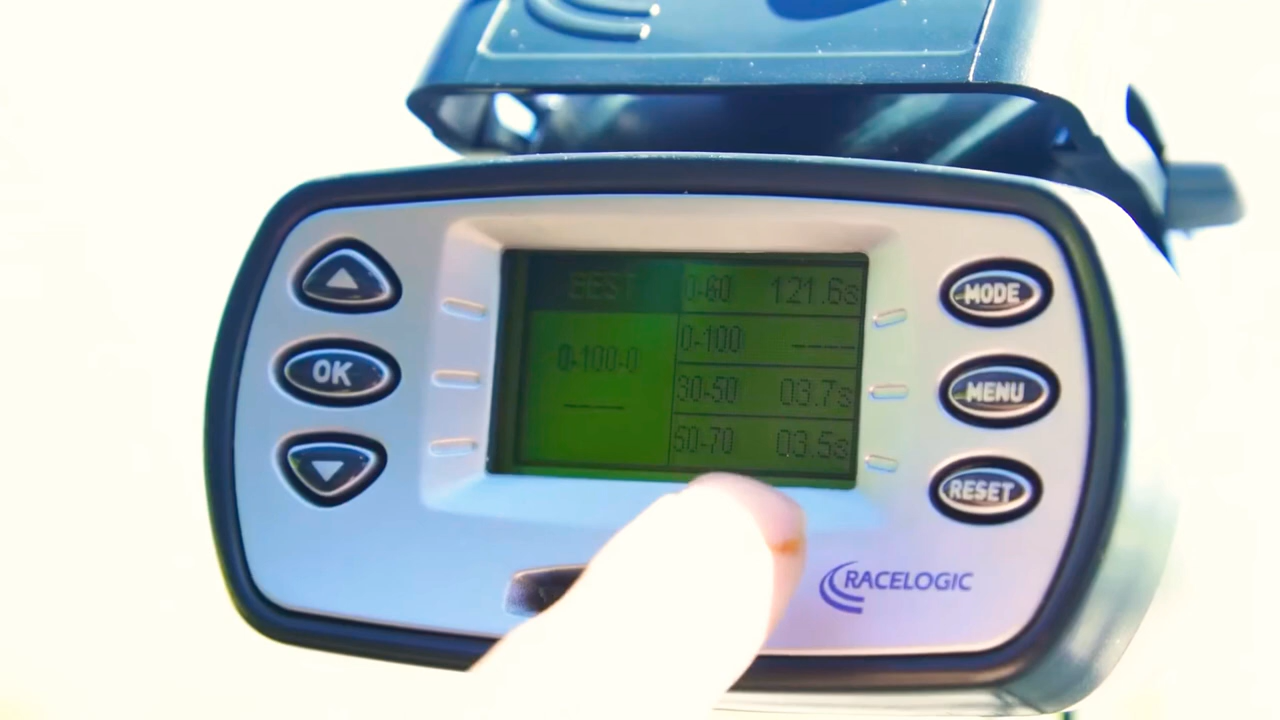 BEST
0-100-0
----
0-60 121.6s
0-100 ----
30-50 03.7s
50-70 03.5s
OK
MODE
MENU
RESET
RACELOGIC